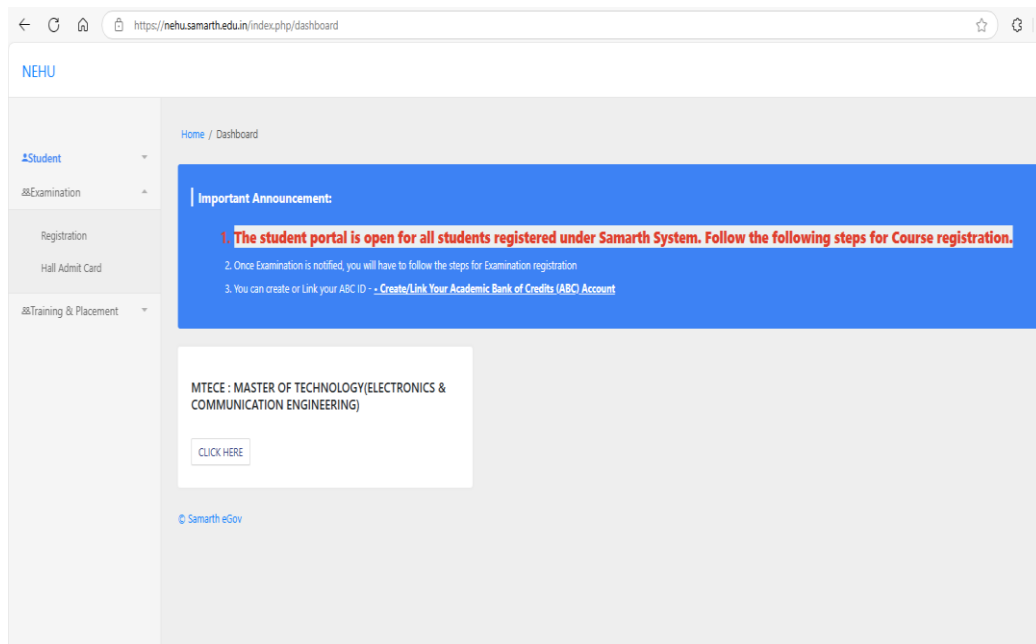 https://nehu.samarth.edu.in/index.php/dashboard
NEHU
Home / Dashboard
Student
Examination
Registration
Hall Admit Card
Training & Placement
Important Announcement:
1. The student portal is open for all students registered under Samarth System. Follow the following steps for Course registration.
2. Once Examination is notified, you will have to follow the steps for Examination registration
3. You can create or Link your ABC ID - - Create/Link Your Academic Bank of Credits (ABC) Account
MTECE : MASTER OF TECHNOLOGY(ELECTRONICS &
COMMUNICATION ENGINEERING)
CLICK HERE
© Samarth eGov